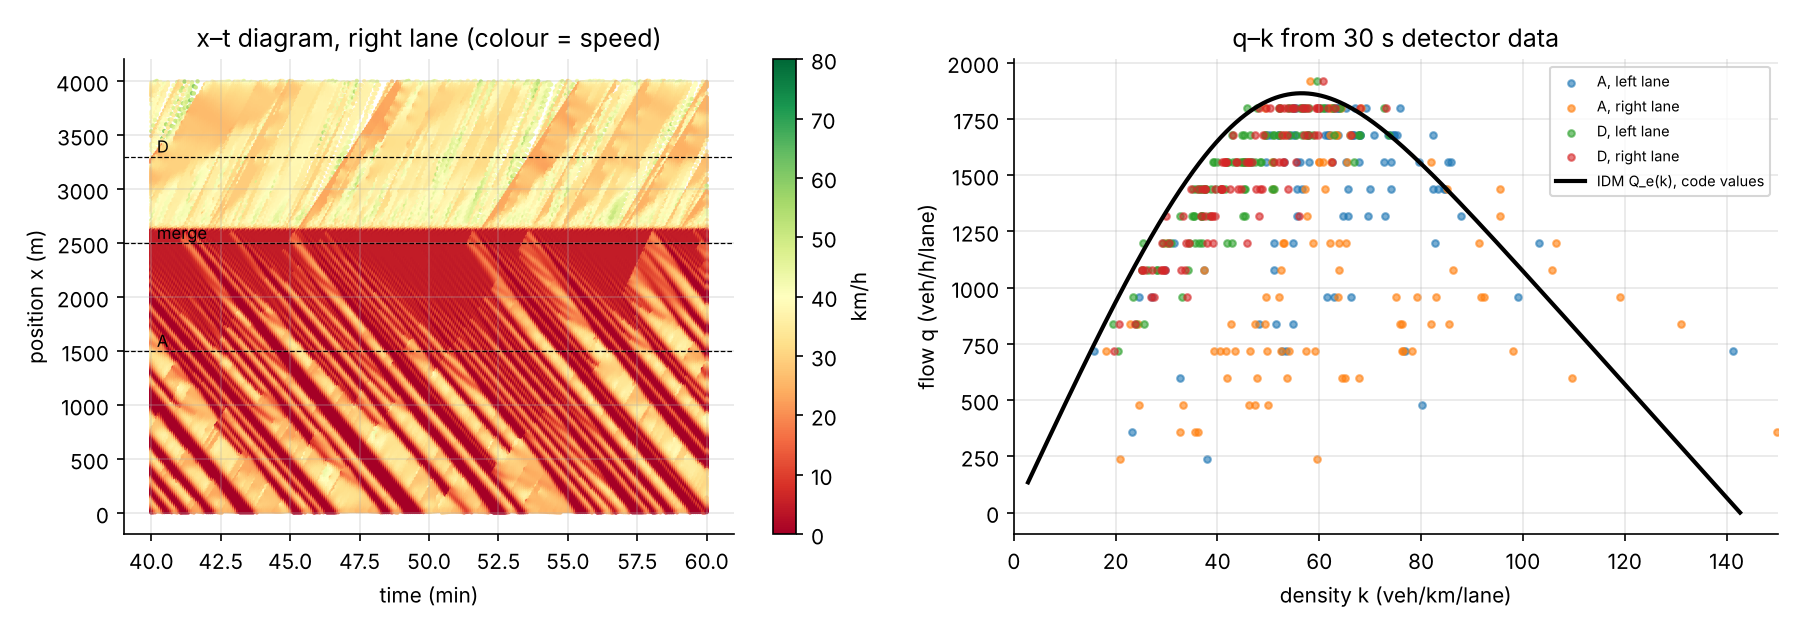 x–t diagram, right lane (colour = speed)
position x (m)
4000
3500
3000
2500
2000
1500
1000
500
0
D
merge
A
40.0 42.5 45.0 47.5 50.0 52.5 55.0 57.5 60.0
time (min)
80
70
60
50
40
30
20
10
0
km/h
q–k from 30 s detector data
flow q (veh/h/lane)
2000
1750
1500
1250
1000
750
500
250
0
A, left lane
A, right lane
D, left lane
D, right lane
IDM Q_e(k), code values
0 20 40 60 80 100 120 140
density k (veh/km/lane)